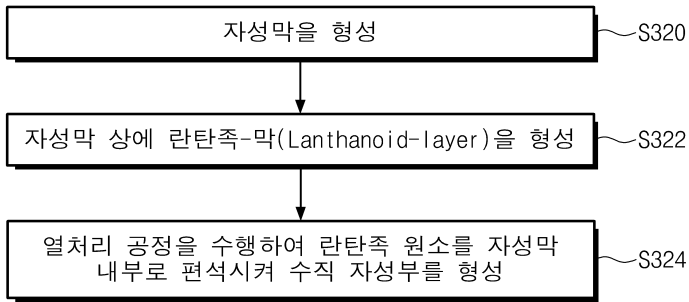 자성막을 형성
S320
자성막 상에 란탄족-막(Lanthanoid-layer)을 형성
S322
열처리 공정을 수행하여 란탄족 원소를 자성막
내부로 편석시켜 수직 자성부를 형성
S324